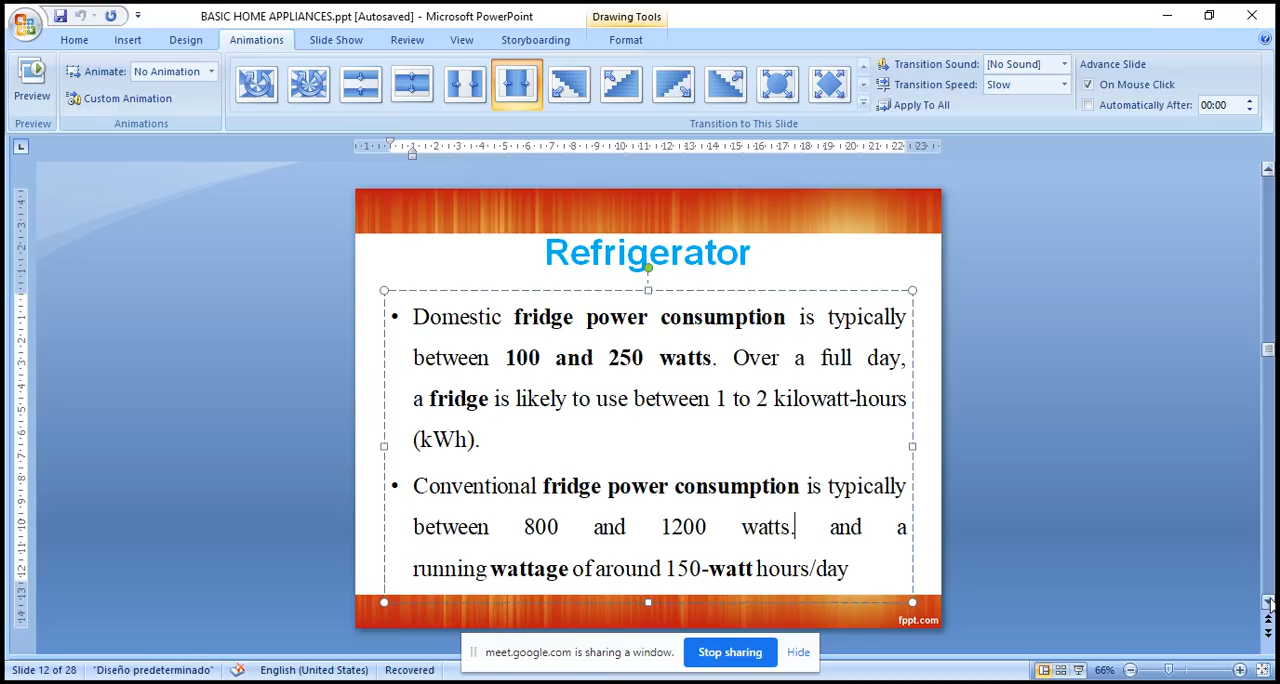 BASIC HOME APPLIANCES.ppt [Autosaved] - Microsoft PowerPoint
Drawing Tools
Home Insert Design Animations Slide Show Review View Storyboarding Format
Preview
Animate: No Animation
Custom Animation
Transition Sound: [No Sound]
Transition Speed: Slow
Apply To All
Advance Slide
On Mouse Click
Automatically After: 00:00
Preview Animations Transition to This Slide
Refrigerator
• Domestic fridge power consumption is typically
between 100 and 250 watts. Over a full day,
a fridge is likely to use between 1 to 2 kilowatt-hours
(kWh).
• Conventional fridge power consumption is typically
between 800 and 1200 watts. and a
running wattage of around 150-watt hours/day
fppt.com
meet.google.com is sharing a window. Stop sharing Hide
Slide 12 of 28 "Diseño predeterminado" English (United States) Recovered 66%